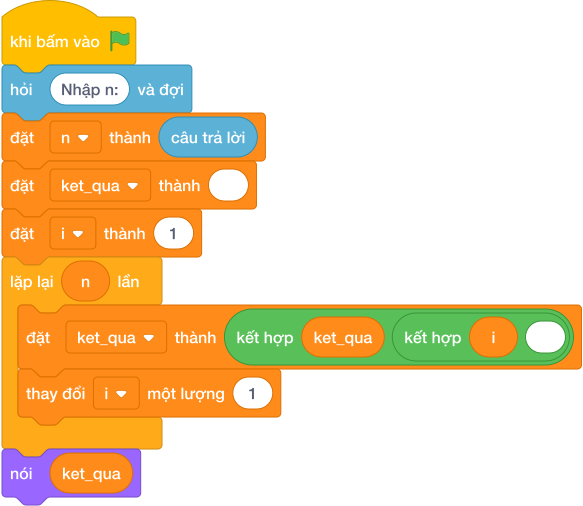 khi bấm vào
hỏi Nhập n: và đợi
đặt n thành câu trả lời
đặt ket_qua thành
đặt i thành 1
lặp lại n lần
đặt ket_qua thành kết hợp ket_qua kết hợp i
thay đổi i một lượng 1
nói ket_qua